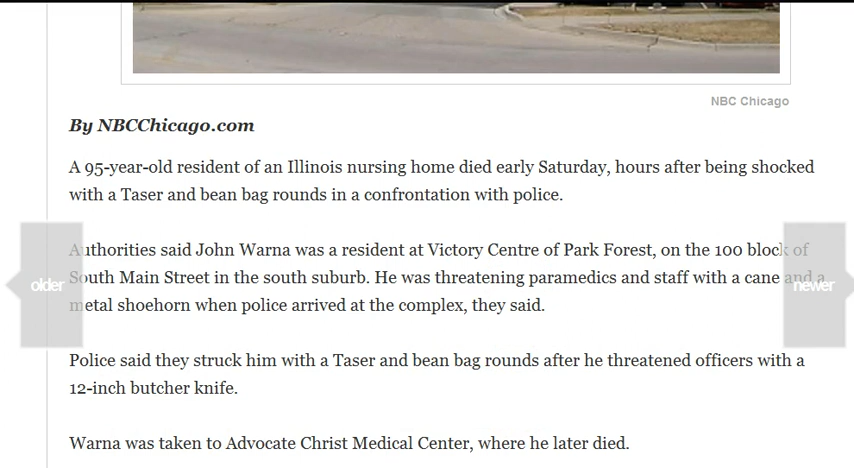 NBC Chicago
By NBCChicago.com
A 95-year-old resident of an Illinois nursing home died early Saturday, hours after being shocked
with a Taser and bean bag rounds in a confrontation with police.
Authorities said John Warna was a resident at Victory Centre of Park Forest, on the 100 block of
South Main Street in the south suburb. He was threatening paramedics and staff with a cane and a
older
newer
metal shoehorn when police arrived at the complex, they said.
Police said they struck him with a Taser and bean bag rounds after he threatened officers with a
12-inch butcher knife.
Warna was taken to Advocate Christ Medical Center, where he later died.